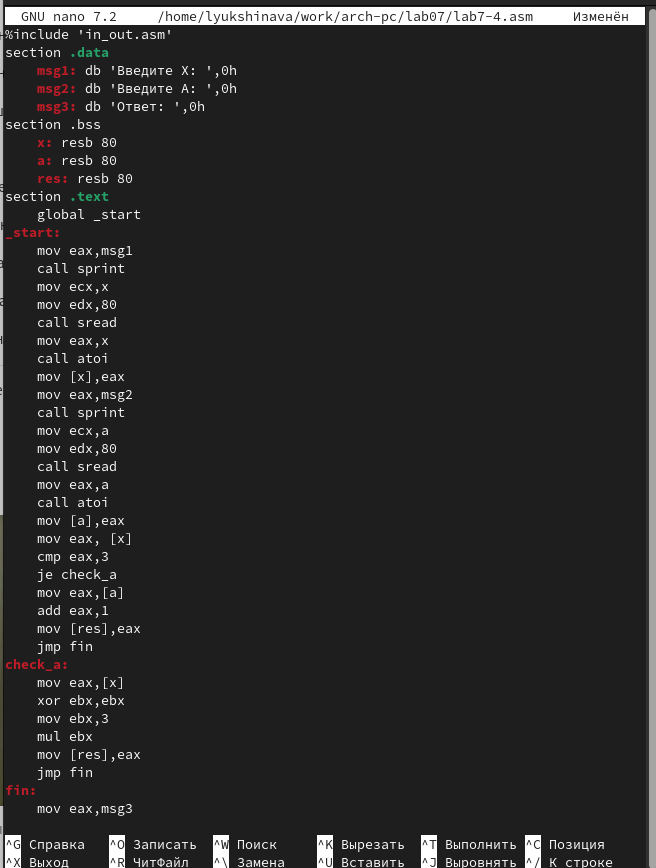 GNU nano 7.2 /home/lyukshinava/work/arch-pc/lab07/lab7-4.asm Изменён
%include 'in_out.asm'
section .data
msg1: db 'Введите X: ',0h
msg2: db 'Введите A: ',0h
msg3: db 'Ответ: ',0h
section .bss
x: resb 80
a: resb 80
res: resb 80
section .text
global _start
_start:
mov eax,msg1
call sprint
mov ecx,x
mov edx,80
call sread
mov eax,x
call atoi
mov [x],eax
mov eax,msg2
call sprint
mov ecx,a
mov edx,80
call sread
mov eax,a
call atoi
mov [a],eax
mov eax, [x]
cmp eax,3
je check_a
mov eax,[a]
add eax,1
mov [res],eax
jmp fin
check_a:
mov eax,[x]
xor ebx,ebx
mov ebx,3
mul ebx
mov [res],eax
jmp fin
fin:
mov eax,msg3
^G Справка ^O Записать ^W Поиск ^K Вырезать ^T Выполнить ^C Позиция
^X Выход ^R ЧитФайл ^\ Замена ^U Вставить ^J Выровнять ^/ К строке